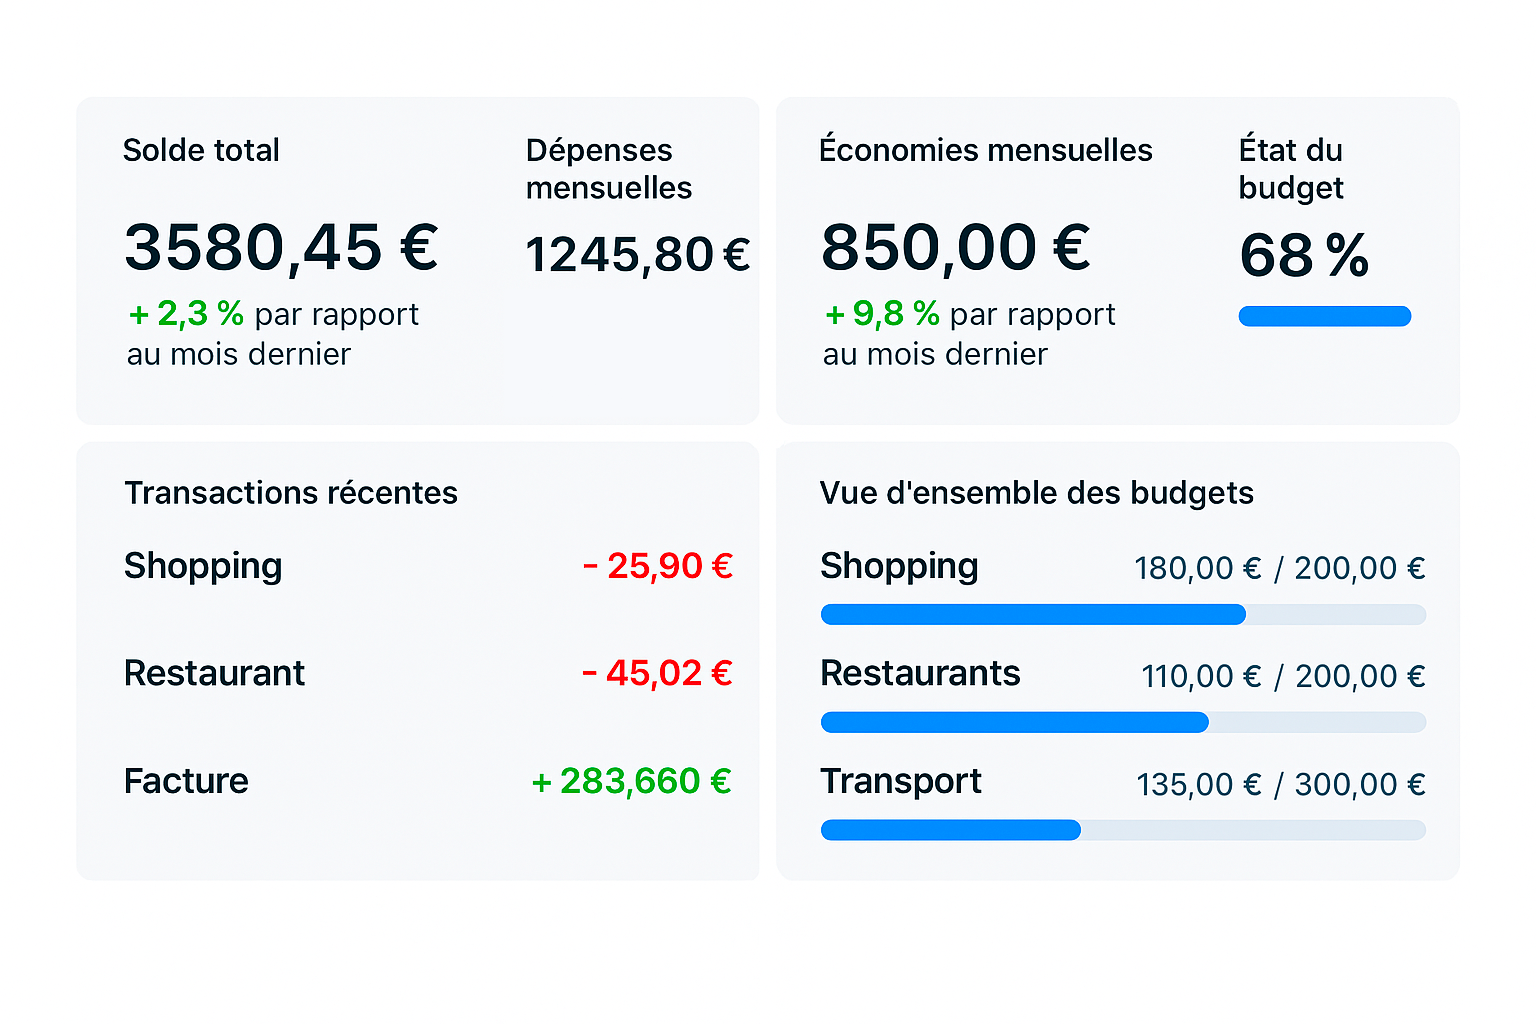 Solde total
3580,45 €
+ 2,3 % par rapport
au mois dernier
Dépenses
mensuelles
1245,80 €
Économies mensuelles
850,00 €
+ 9,8 % par rapport
au mois dernier
État du
budget
68 %
Transactions récentes
Shopping - 25,90 €
Restaurant - 45,02 €
Facture + 283,660 €
Vue d'ensemble des budgets
Shopping 180,00 € / 200,00 €
Restaurants 110,00 € / 200,00 €
Transport 135,00 € / 300,00 €